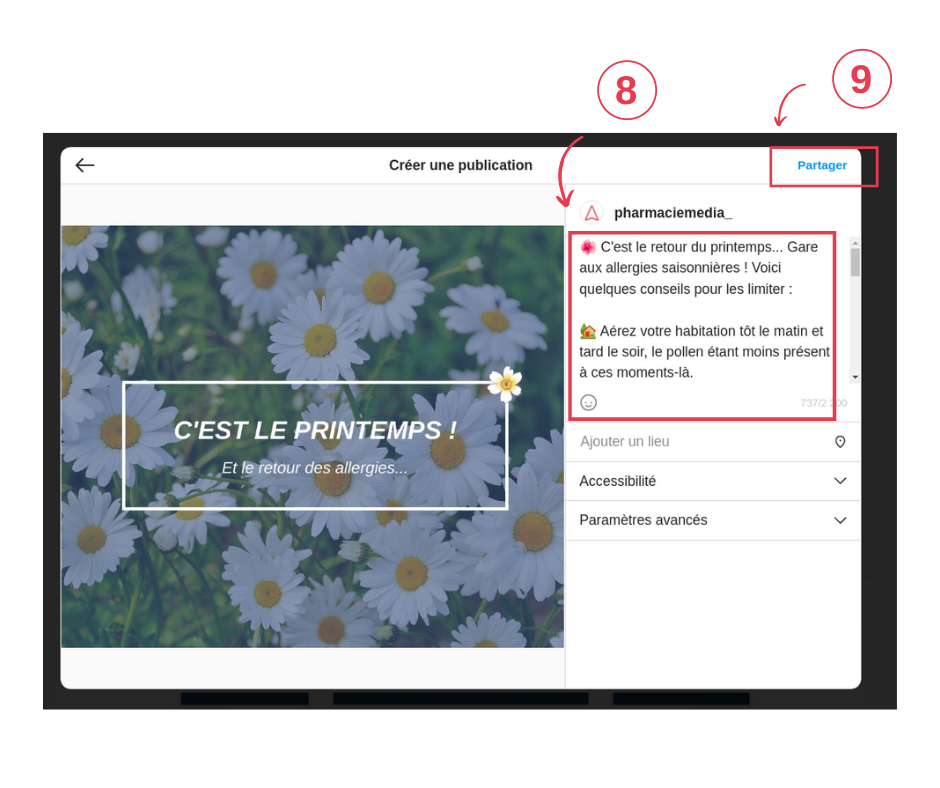 8
9
Créer une publication
Partager
pharmaciemedia_
🌺 C'est le retour du printemps... Gare
aux allergies saisonnières ! Voici
quelques conseils pour les limiter :
🏡 Aérez votre habitation tôt le matin et
tard le soir, le pollen étant moins présent
à ces moments-là.
737/2 200
C'EST LE PRINTEMPS !
Et le retour des allergies...
Ajouter un lieu
Accessibilité
Paramètres avancés